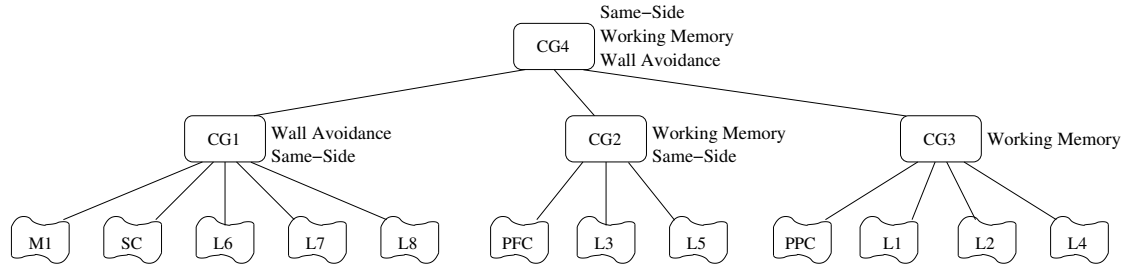 Same−Side
CG4
Working Memory
Wall Avoidance
CG1
Wall Avoidance
Same−Side
CG2
Working Memory
Same−Side
CG3
Working Memory
M1
SC
L6
L7
L8
PFC
L3
L5
PPC
L1
L2
L4